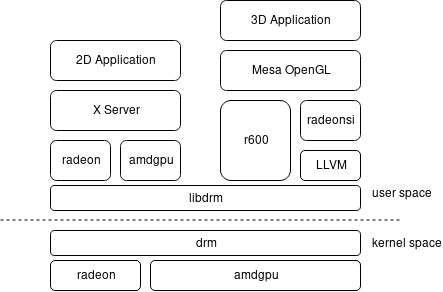 3D Application
2D Application
Mesa OpenGL
X Server
r600
radeonsi
radeon
amdgpu
LLVM
libdrm
user space
drm
kernel space
radeon
amdgpu